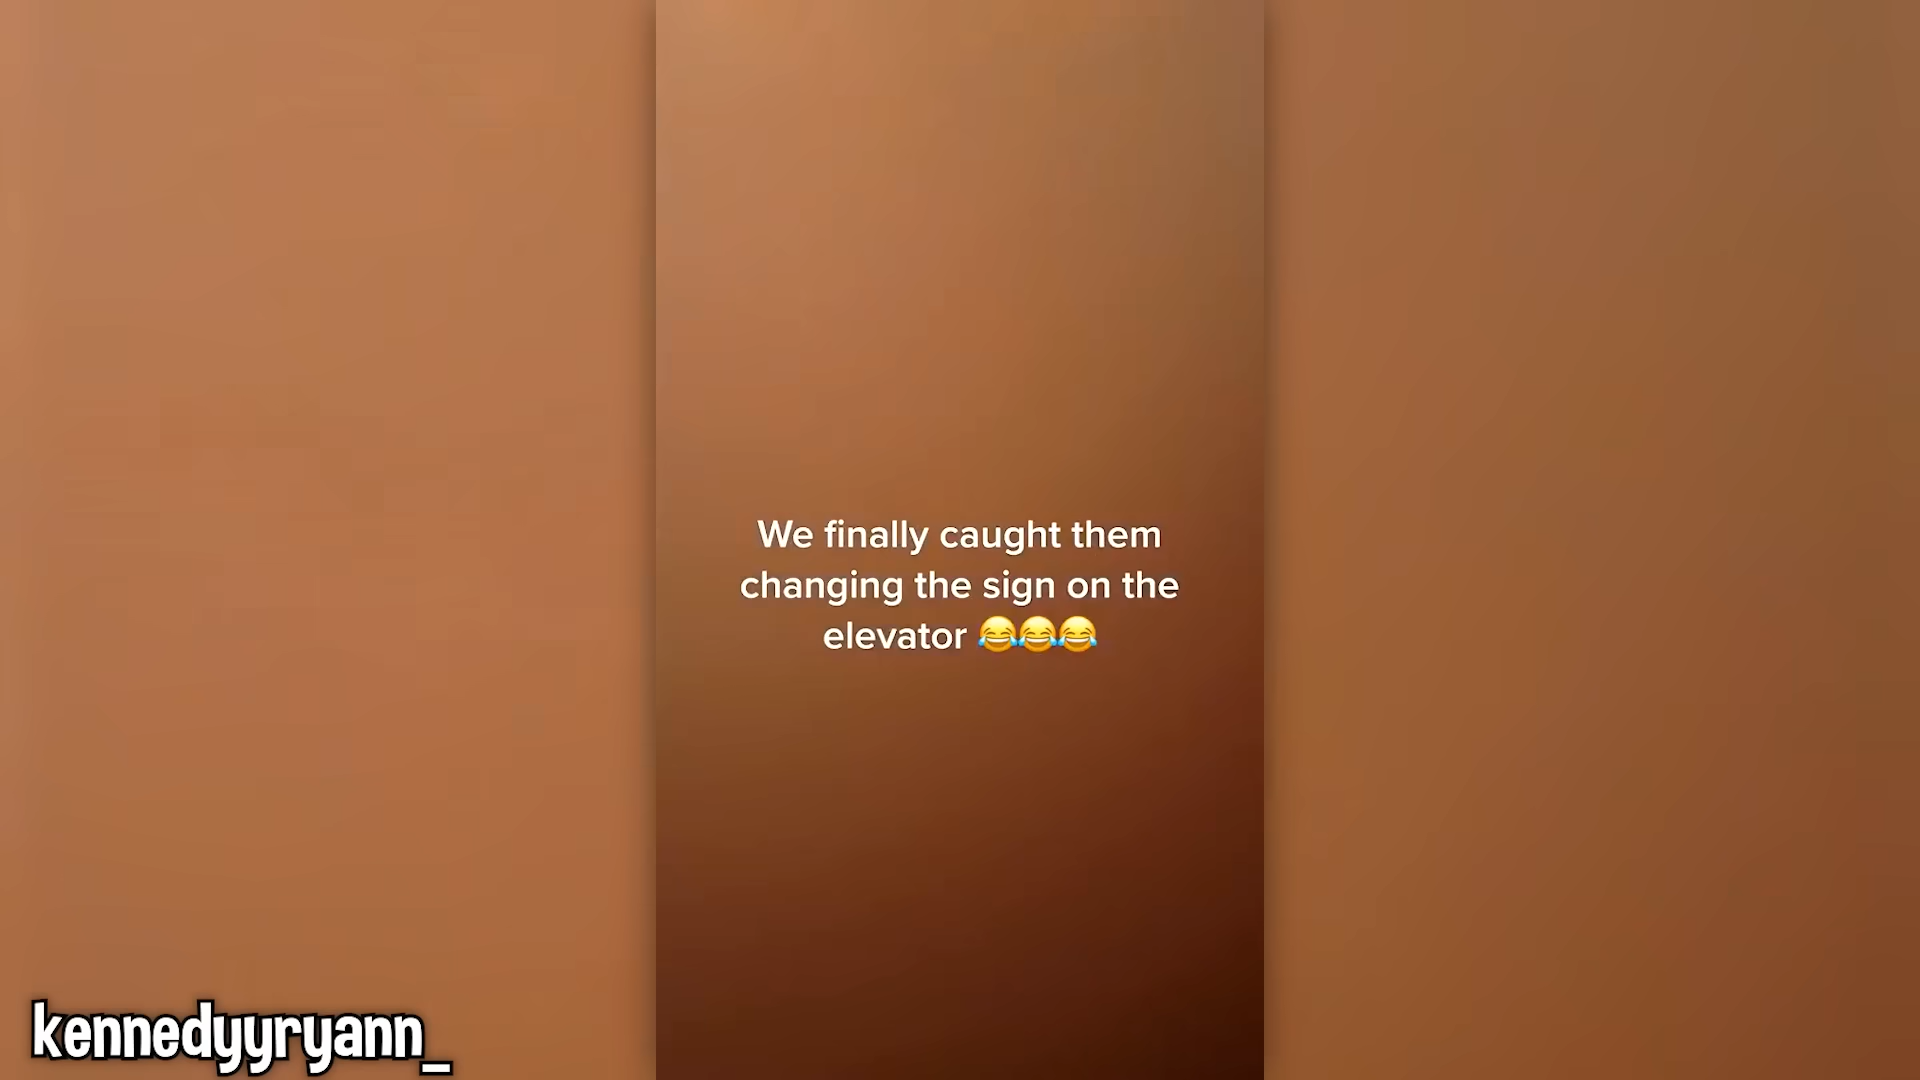 We finally caught them
changing the sign on the
elevator 😂😂😂
kennedyyryann_